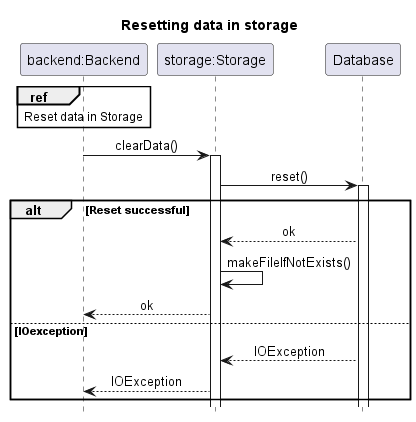 Resetting data in storage
backend:Backend
storage:Storage
Database
ref
Reset data in Storage
clearData()
reset()
alt
[Reset successful]
ok
makeFileIfNotExists()
ok
[IOexception]
IOException
IOException